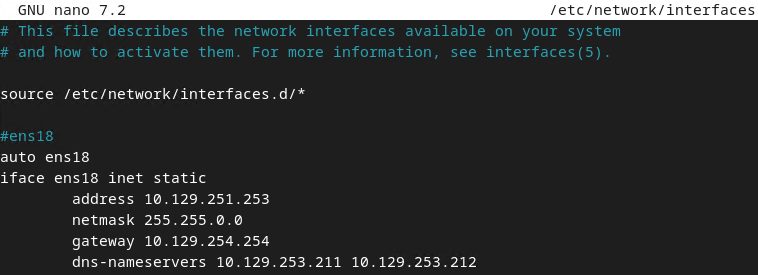 GNU nano 7.2 /etc/network/interfaces
# This file describes the network interfaces available on your system
# and how to activate them. For more information, see interfaces(5).
source /etc/network/interfaces.d/*
#ens18
auto ens18
iface ens18 inet static
address 10.129.251.253
netmask 255.255.0.0
gateway 10.129.254.254
dns-nameservers 10.129.253.211 10.129.253.212